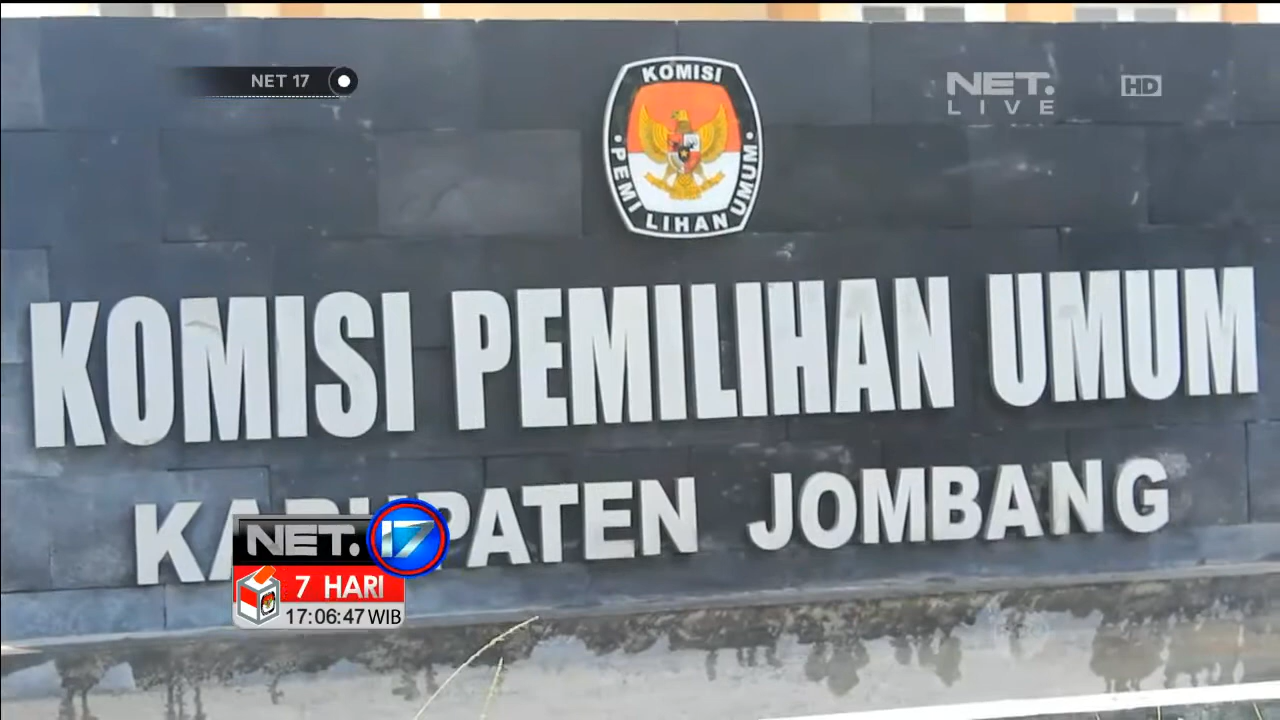 NET 17
NET.
LIVE
HD
KOMISI
PEMILIHAN UMUM
KOMISI PEMILIHAN UMUM
KABUPATEN JOMBANG
NET. 17
7 HARI
17:06:47 WIB